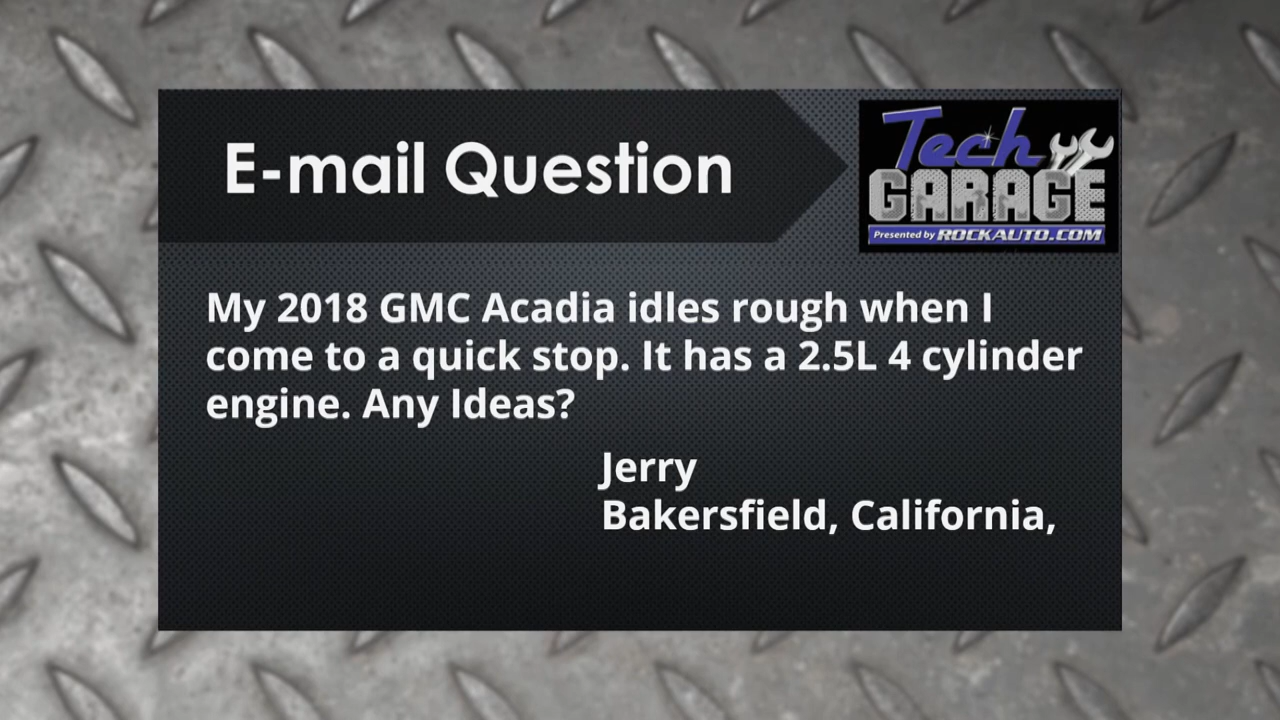 E-mail Question
Tech
GARAGE
Presented by ROCKAUTO.COM
My 2018 GMC Acadia idles rough when I
come to a quick stop. It has a 2.5L 4 cylinder
engine. Any Ideas?
Jerry
Bakersfield, California,